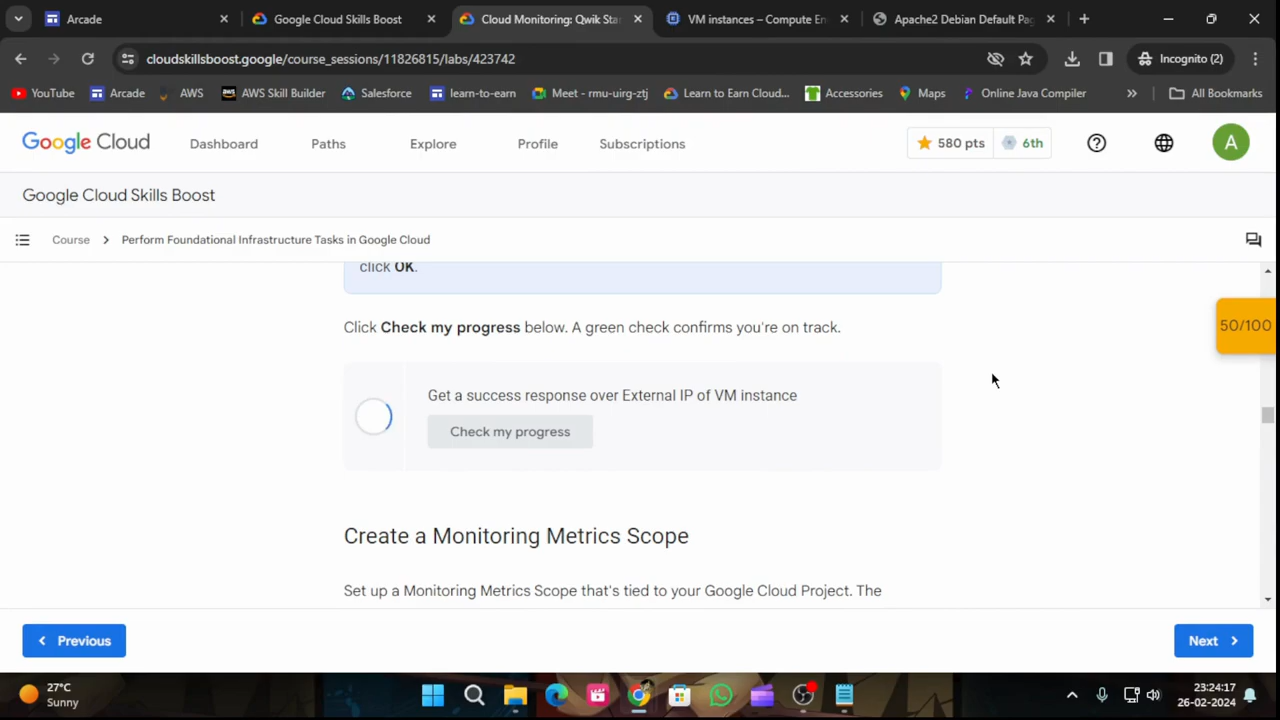 Arcade
Google Cloud Skills Boost
Cloud Monitoring: Qwik Sta
VM instances – Compute En
Apache2 Debian Default Pa
cloudskillsboost.google/course_sessions/11826815/labs/423742
Incognito (2)
YouTube
Arcade
AWS
AWS Skill Builder
Salesforce
learn-to-earn
Meet - rmu-uirg-ztj
Learn to Earn Cloud...
Accessories
Maps
Online Java Compiler
All Bookmarks
Google Cloud
Dashboard
Paths
Explore
Profile
Subscriptions
580 pts
6th
A
Google Cloud Skills Boost
Course
Perform Foundational Infrastructure Tasks in Google Cloud
click OK.
50/100
Click Check my progress below. A green check confirms you're on track.
Get a success response over External IP of VM instance
Check my progress
Create a Monitoring Metrics Scope
Set up a Monitoring Metrics Scope that's tied to your Google Cloud Project. The
Previous
Next
27°C
Sunny
23:24:17
26-02-2024